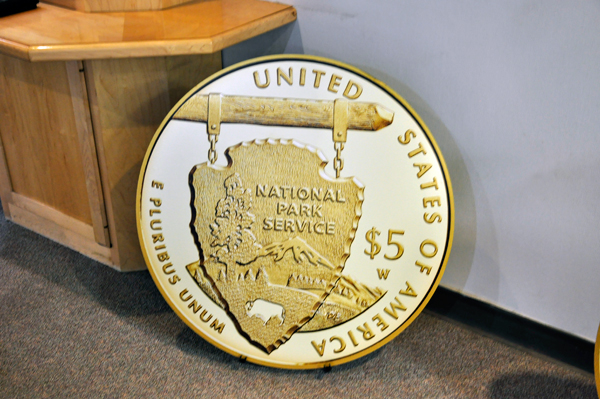 UNITED STATES OF AMERICA
NATIONAL
PARK
SERVICE
$5
W
E PLURIBUS UNUM